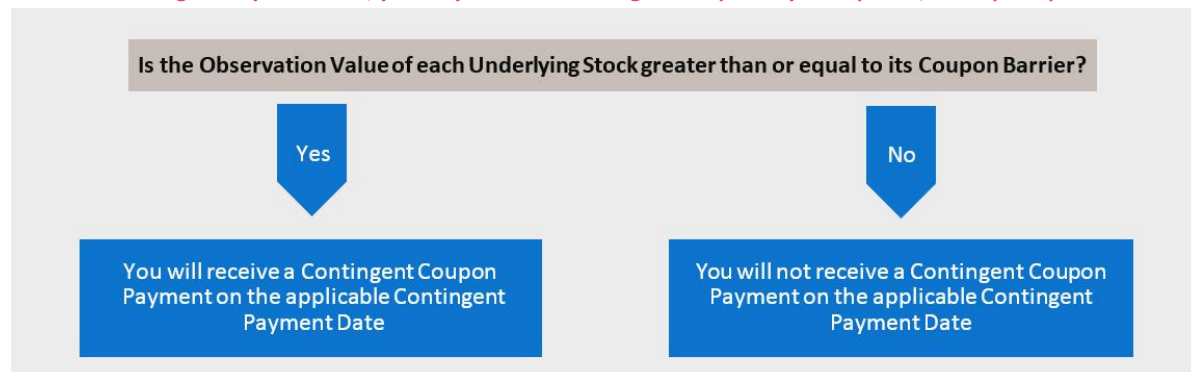 Is the Observation Value of each Underlying Stock greater than or equal to its Coupon Barrier?
Yes
No
You will receive a Contingent Coupon
Payment on the applicable Contingent
Payment Date
You will not receive a Contingent Coupon
Payment on the applicable Contingent
Payment Date